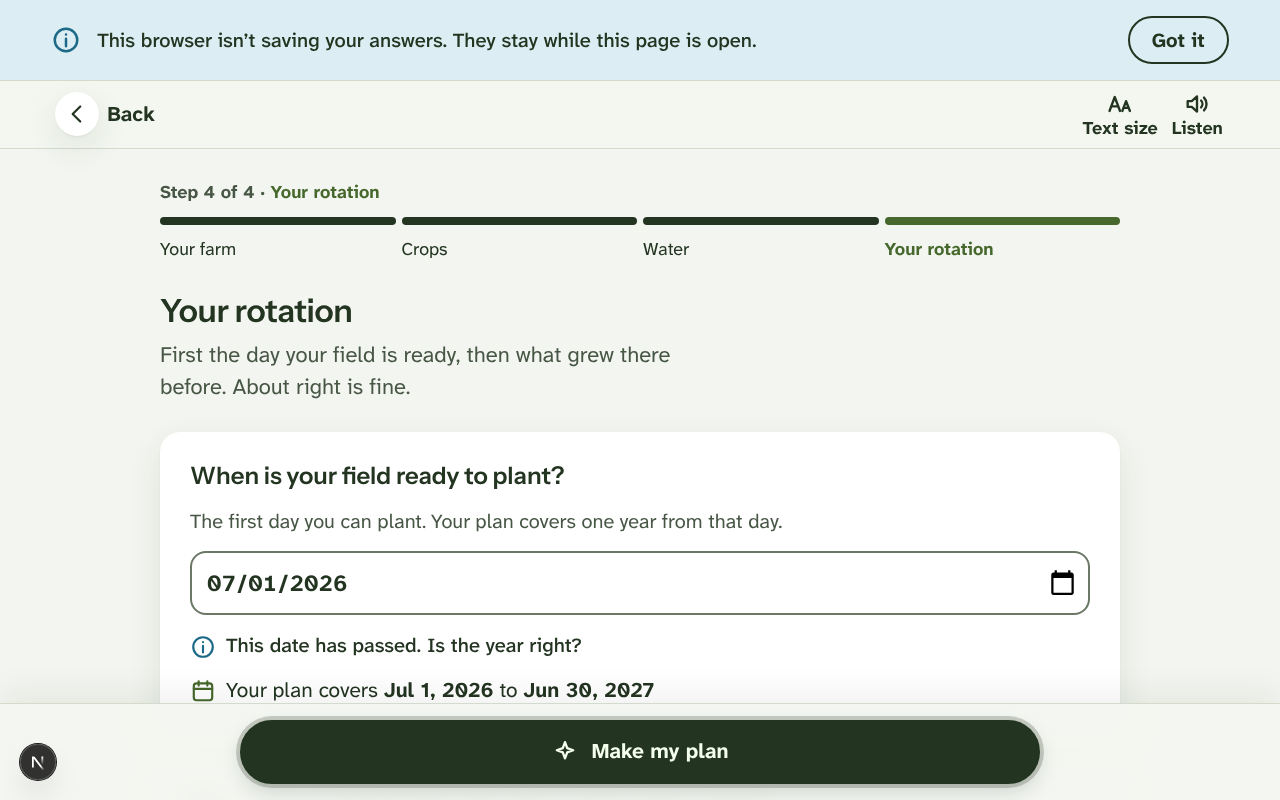 This browser isn’t saving your answers. They stay while this page is open.
Got it
Back
Text size
Listen
Step 4 of 4 · Your rotation
Your farm
Crops
Water
Your rotation
Your rotation
First the day your field is ready, then what grew there
before. About right is fine.
When is your field ready to plant?
The first day you can plant. Your plan covers one year from that day.
07/01/2026
This date has passed. Is the year right?
Your plan covers Jul 1, 2026 to Jun 30, 2027
Make my plan
N